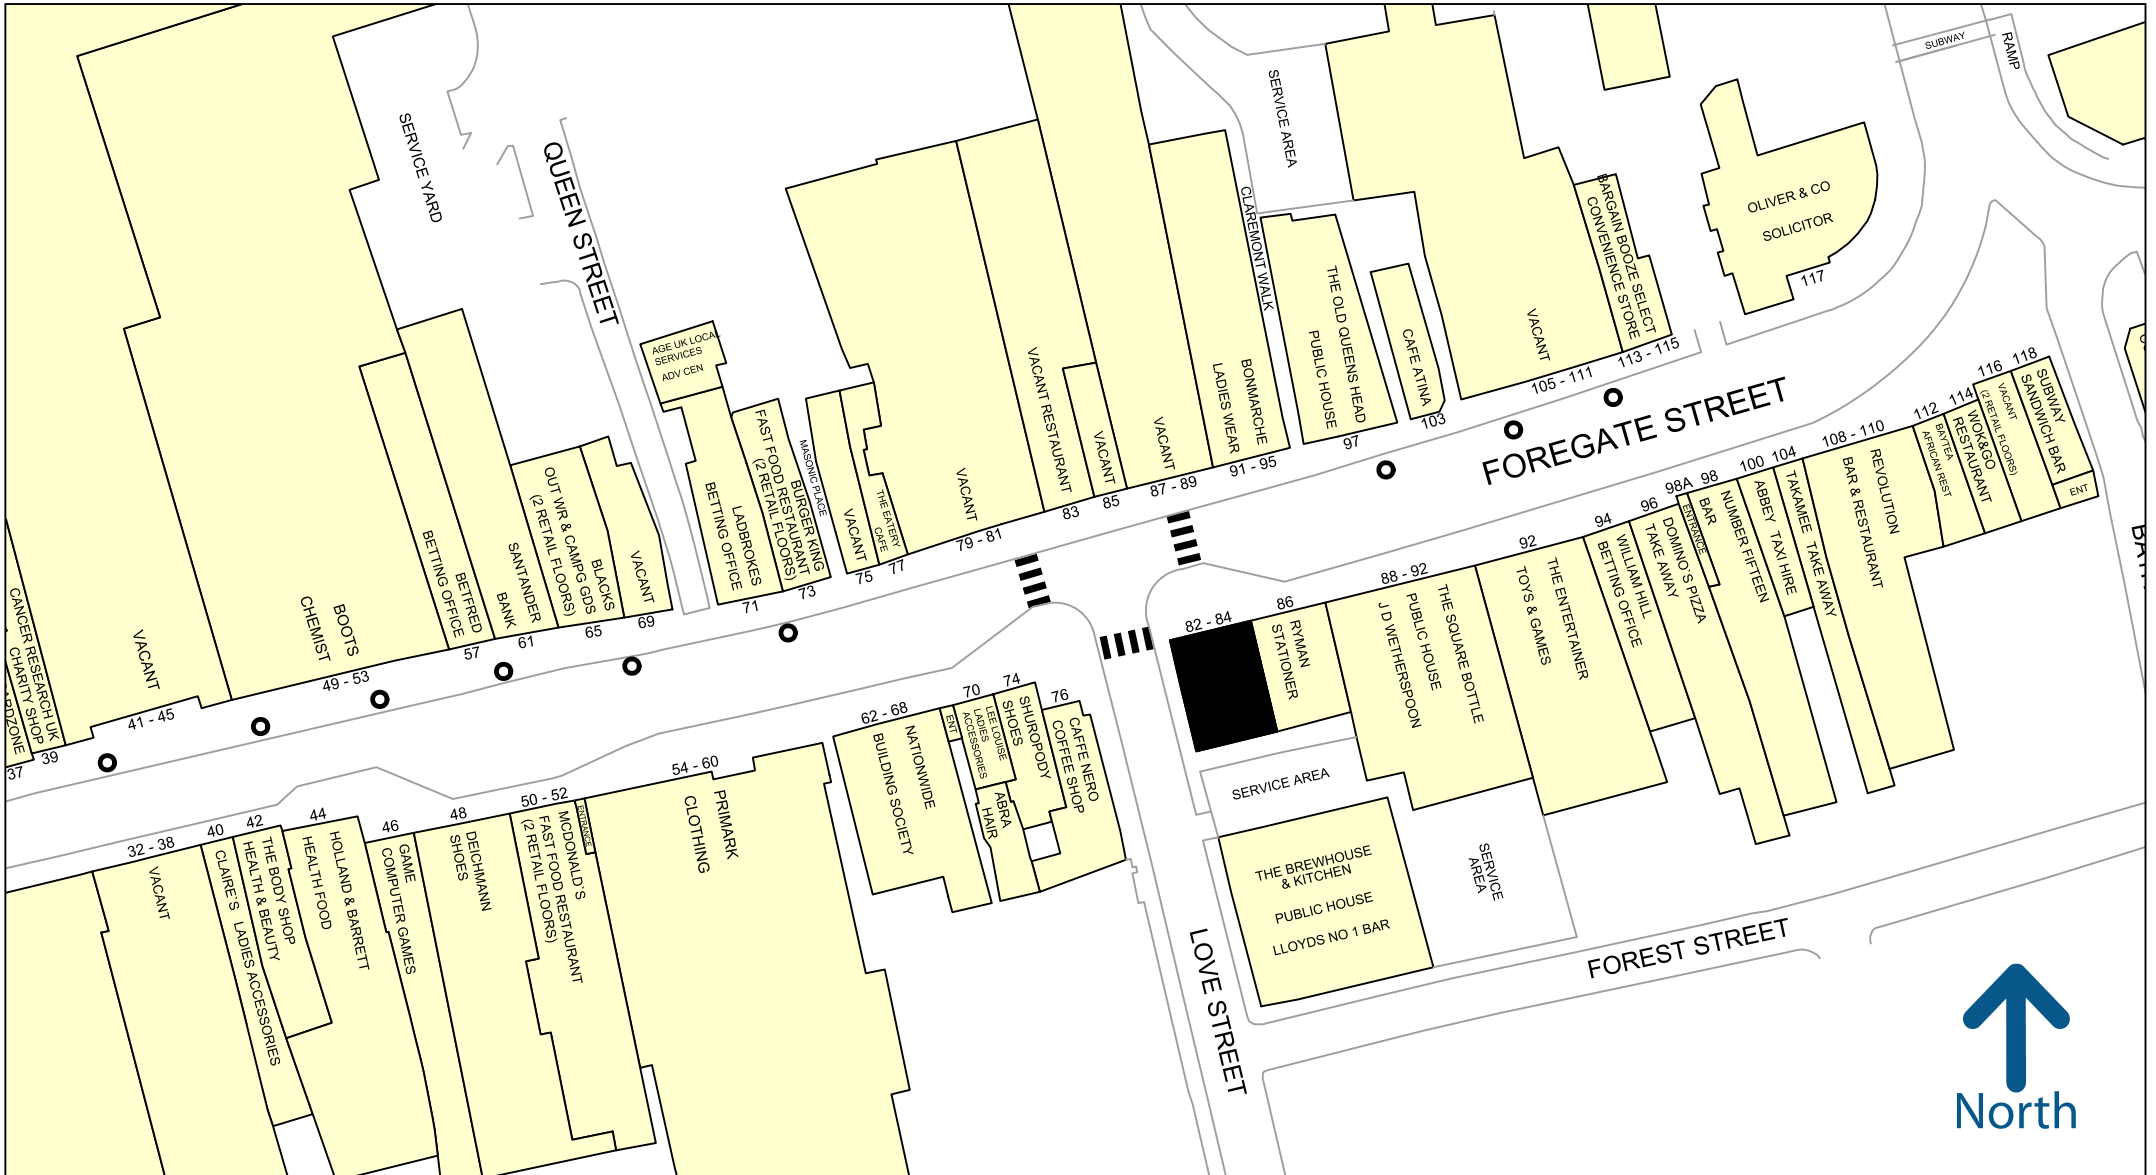 SUBWAY
RAMP
SERVICE YARD
QUEEN STREET
SERVICE AREA
CLAREMONT WALK
OLIVER & CO
SOLICITOR
117
BARGAIN BOOZE SELECT
CONVENIENCE STORE
113 - 115
VACANT
105 - 111
CAFE ATINA
103
THE OLD QUEENS HEAD
PUBLIC HOUSE
97
BONMARCHE
LADIES WEAR
91 - 95
VACANT
87 - 89
VACANT
85
VACANT RESTAURANT
83
VACANT
79 - 81
THE EATERY
CAFE
77
VACANT
75
MASONIC PLACE
BURGER KING
FAST FOOD RESTAURANT
(2 RETAIL FLOORS)
73
LADBROKES
BETTING OFFICE
71
AGE UK LOCAL
SERVICES
ADV CEN
VACANT
69
BLACKS
OUT WR & CAMPG GDS
(2 RETAIL FLOORS)
65
SANTANDER
BANK
61
BETFRED
BETTING OFFICE
57
BOOTS
CHEMIST
49 - 53
VACANT
41 - 45
CANCER RESEARCH UK
CHARITY SHOP
39
37
FOREGATE STREET
32 - 38
VACANT
40
CLAIRE'S LADIES ACCESSORIES
42
THE BODY SHOP
HEALTH & BEAUTY
44
HOLLAND & BARRETT
HEALTH FOOD
46
GAME
COMPUTER GAMES
48
DEICHMANN
SHOES
50 - 52
MCDONALD'S
FAST FOOD RESTAURANT
(2 RETAIL FLOORS)
ENTRANCE
54 - 60
PRIMARK
CLOTHING
62 - 68
NATIONWIDE
BUILDING SOCIETY
ENT
70
LEE LOUISE
LADIES
ACCESSORIES
ABRA
HAIR
74
SHUROPODY
SHOES
76
CAFFE NERO
COFFEE SHOP
82 - 84
86
RYMAN
STATIONER
88 - 92
THE SQUARE BOTTLE
PUBLIC HOUSE
J D WETHERSPOON
92
THE ENTERTAINER
TOYS & GAMES
94
WILLIAM HILL
BETTING OFFICE
96
DOMINO'S PIZZA
TAKE AWAY
98A
ENTRANCE
98
NUMBER FIFTEEN
BAR
100
ABBEY TAXI HIRE
104
TAKAMEE TAKE AWAY
108 - 110
REVOLUTION
BAR & RESTAURANT
112
BAYTEA
AFRICAN REST
114
WOK&GO
RESTAURANT
116
VACANT
(2 RETAIL FLOORS)
118
SUBWAY
SANDWICH BAR
ENT
SERVICE AREA
THE BREWHOUSE
& KITCHEN
PUBLIC HOUSE
LLOYDS NO 1 BAR
SERVICE
AREA
LOVE STREET
FOREST STREET
North